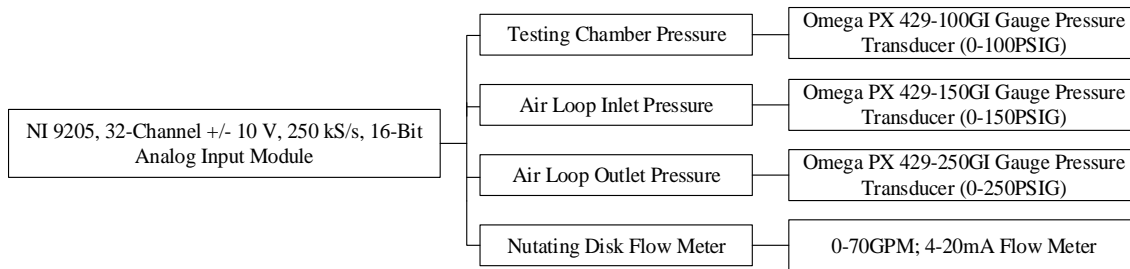 NI 9205, 32-Channel +/- 10 V, 250 kS/s, 16-Bit
Analog Input Module
Testing Chamber Pressure
Omega PX 429-100GI Gauge Pressure
Transducer (0-100PSIG)
Air Loop Inlet Pressure
Omega PX 429-150GI Gauge Pressure
Transducer (0-150PSIG)
Air Loop Outlet Pressure
Omega PX 429-250GI Gauge Pressure
Transducer (0-250PSIG)
Nutating Disk Flow Meter
0-70GPM; 4-20mA Flow Meter